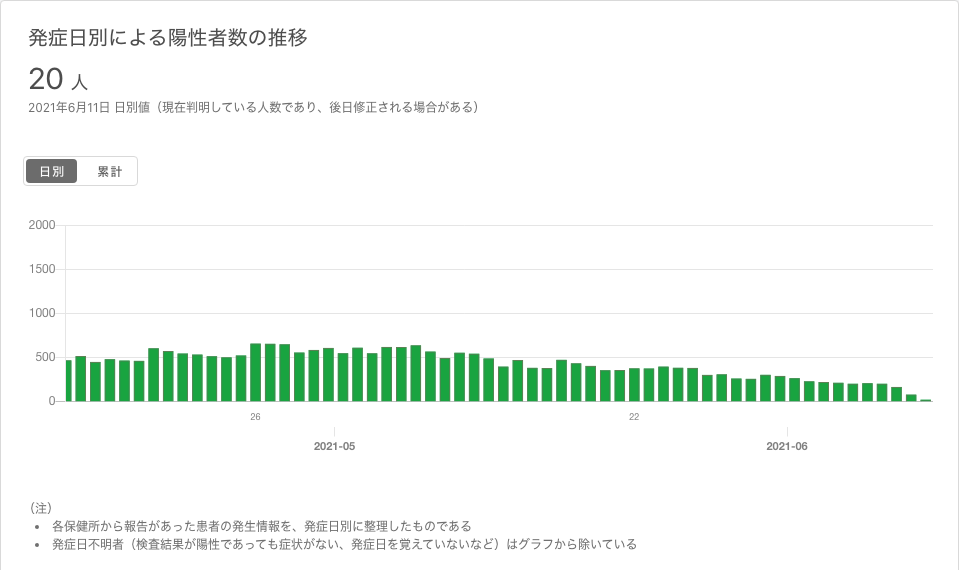 発症日別による陽性者数の推移
20 人
2021年6月11日 日別値（現在判明している人数であり、後日修正される場合がある）
日別 累計
2000
1500
1000
500
0
26 22
2021-05 2021-06
（注）
• 各保健所から報告があった患者の発生情報を、発症日別に整理したものである
• 発症日不明者（検査結果が陽性であっても症状がない、発症日を覚えていないなど）はグラフから除いている